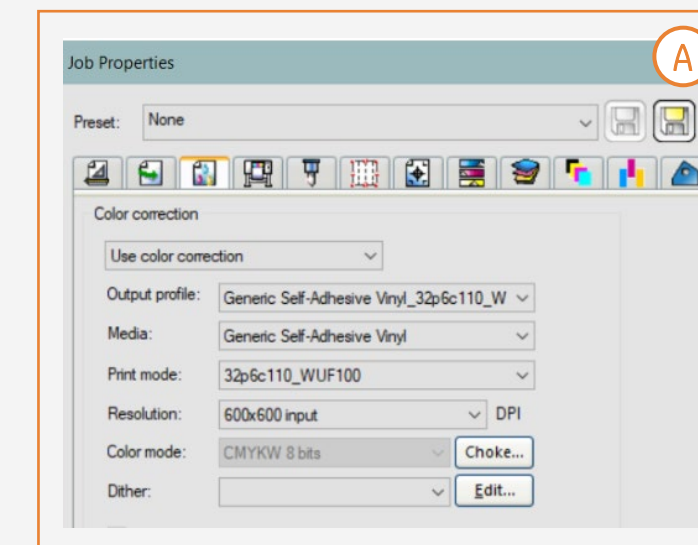 A
Job Properties
Preset: None
Color correction
Use color correction
Output profile: Generic Self-Adhesive Vinyl_32p6c110_W
Media: Generic Self-Adhesive Vinyl
Print mode: 32p6c110_WUF100
Resolution: 600x600 input DPI
Color mode: CMYKW 8 bits Choke...
Dither: Edit...